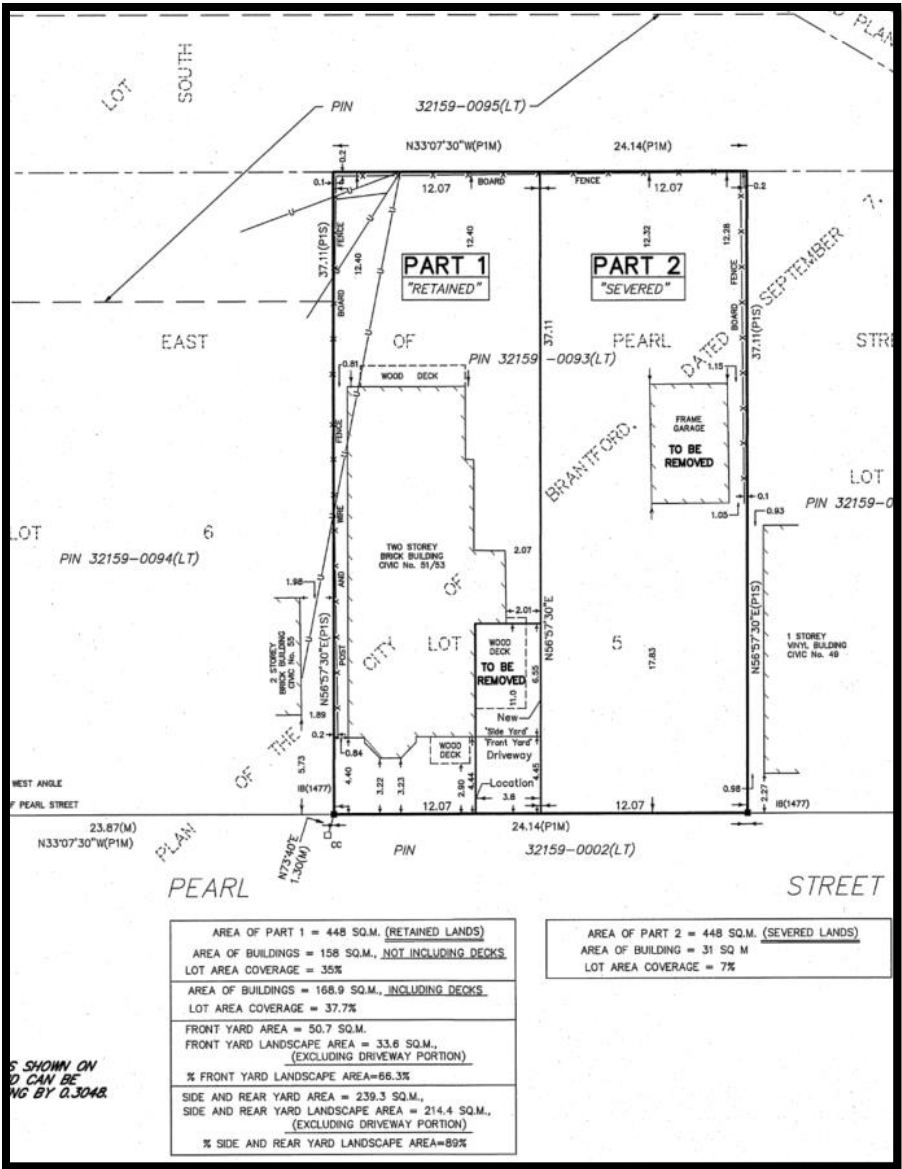 PLAN
LOT
SOUTH
PIN 32159-0095(LT)
N33°07'30"W(P1M)
24.14(P1M)
0.2
0.1
12.07
BOARD
FENCE
12.07
0.2
37.11(P1S)
FENCE
BOARD
12.40
12.40
12.32
12.28
PART 1
"RETAINED"
PART 2
"SEVERED"
FENCE
BOARD
37.11(P1S)
7.
SEPTEMBER
DATED
BRANTFORD.
37.11
EAST
OF
PEARL
STRE
PIN 32159-0093(LT)
0.81
WOOD DECK
1.15
FRAME
GARAGE
TO BE
REMOVED
FENCE
WIRE
AND
POST
LOT
PIN 32159-0
0.1
1.05
0.93
LOT
6
PIN 32159-0094(LT)
TWO STOREY
BRICK BUILDING
CIVIC No. 51/53
2.07
OF
1.98
2.01
N56°57'30"E(P1S)
N56°57'30"E
N56°57'30"E(P1S)
2 STOREY
BRICK BUILDING
CIVIC No. 55
CITY
LOT
5
WOOD
DECK
TO BE
REMOVED
6.55
11.0
17.83
1 STOREY
VINYL BUILDING
CIVIC No. 49
1.89
New
"Side Yard"
"Front Yard"
Driveway
Location
3.8
0.2
0.84
WOOD
DECK
OF THE
5.73
4.40
3.22
3.23
2.90
4.44
4.45
0.98
2.27
WEST ANGLE
F PEARL STREET
IB(1477)
12.07
12.07
IB(1477)
23.87(M)
N33°07'30"W(P1M)
PLAN
N73°40'E
1.30(M)
CC
24.14(P1M)
PIN 32159-0002(LT)
PEARL
STREET
AREA OF PART 1 = 448 SQ.M. (RETAINED LANDS)
AREA OF BUILDINGS = 158 SQ.M., NOT INCLUDING DECKS
LOT AREA COVERAGE = 35%
AREA OF BUILDINGS = 168.9 SQ.M., INCLUDING DECKS
LOT AREA COVERAGE = 37.7%
FRONT YARD AREA = 50.7 SQ.M.
FRONT YARD LANDSCAPE AREA = 33.6 SQ.M.,
(EXCLUDING DRIVEWAY PORTION)
% FRONT YARD LANDSCAPE AREA=66.3%
SIDE AND REAR YARD AREA = 239.3 SQ.M.,
SIDE AND REAR YARD LANDSCAPE AREA = 214.4 SQ.M.,
(EXCLUDING DRIVEWAY PORTION)
% SIDE AND REAR YARD LANDSCAPE AREA=89%
AREA OF PART 2 = 448 SQ.M. (SEVERED LANDS)
AREA OF BUILDING = 31 SQ M
LOT AREA COVERAGE = 7%
S SHOWN ON
D CAN BE
NG BY 0.3048.